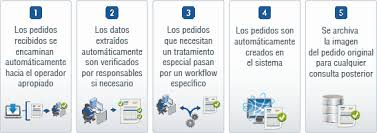 1
Los pedidos
recibidos se
encaminan
automáticamente
hacia el operador
apropiado
2
Los datos
extraídos
automáticamente
son verificados
por responsables
si necesario
3
Los pedidos
que necesitan
un tratamiento
especial pasan
por un workflow
específico
4
Los pedidos son
automáticamente
creados en
el sistema
5
Se archiva
la imagen
del pedido original
para cualquier
consulta posterior